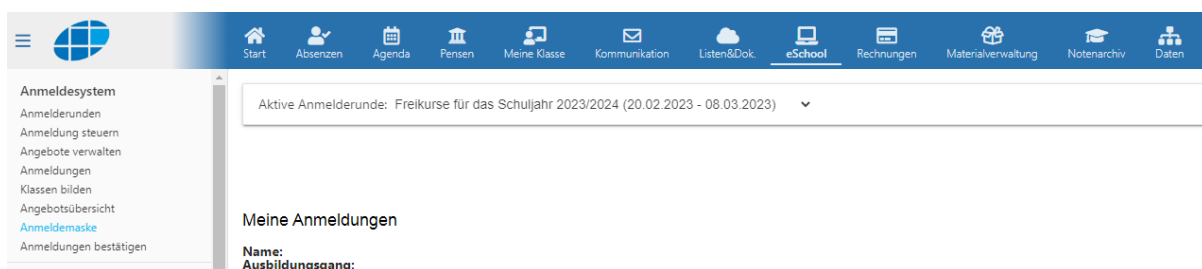 Start Absenzen Agenda Pensen Meine Klasse Kommunikation Listen&Dok. eSchool Rechnungen Materialverwaltung Notenarchiv Daten
Anmeldesystem
Anmelderunden
Anmeldung steuern
Angebote verwalten
Anmeldungen
Klassen bilden
Angebotsübersicht
Anmeldemaske
Anmeldungen bestätigen
Aktive Anmelderunde: Freikurse für das Schuljahr 2023/2024 (20.02.2023 - 08.03.2023)
Meine Anmeldungen
Name:
Ausbildungsgang: